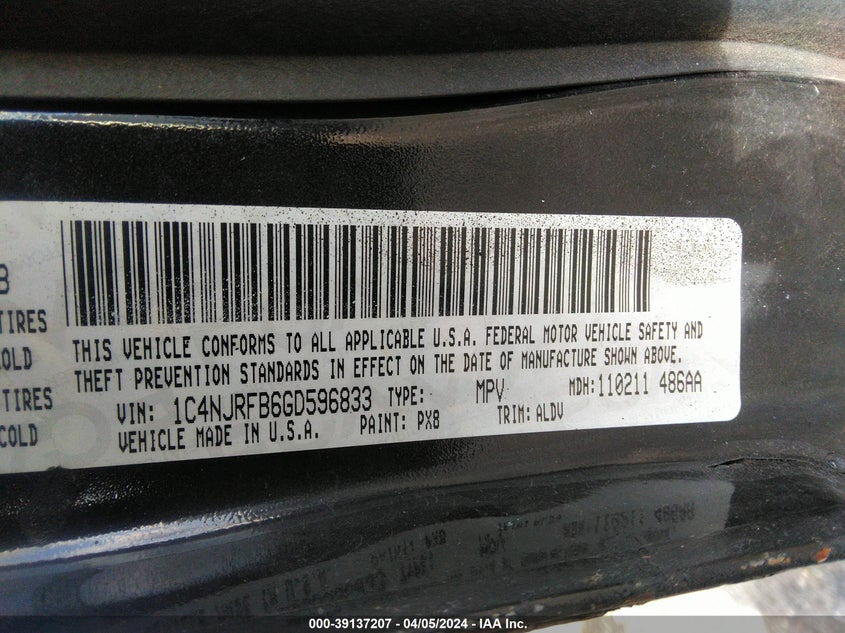 THIS VEHICLE CONFORMS TO ALL APPLICABLE U.S.A. FEDERAL MOTOR VEHICLE SAFETY AND
THEFT PREVENTION STANDARDS IN EFFECT ON THE DATE OF MANUFACTURE SHOWN ABOVE.
VIN: 1C4NJRFB6GD596833 TYPE: MPV MDH: 110211 486AA
VEHICLE MADE IN U.S.A. PAINT: PX8 TRIM: ALDV
TIRES
COLD
TIRES
COLD
000-39137207 - 04/05/2024 - IAA Inc.